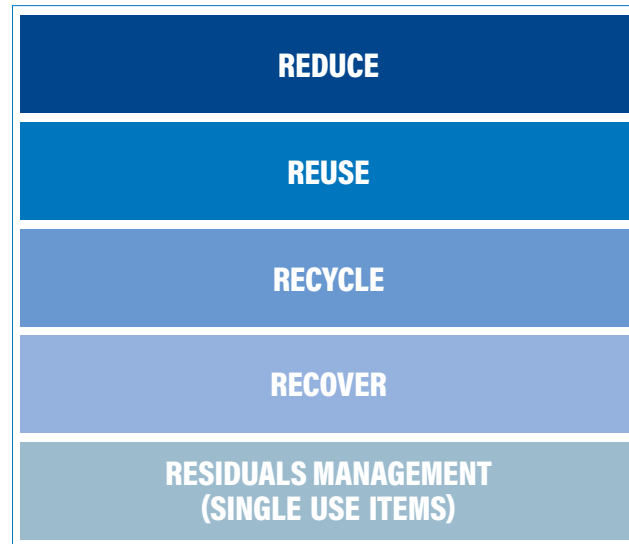 REDUCE
REUSE
RECYCLE
RECOVER
RESIDUALS MANAGEMENT
(SINGLE USE ITEMS)